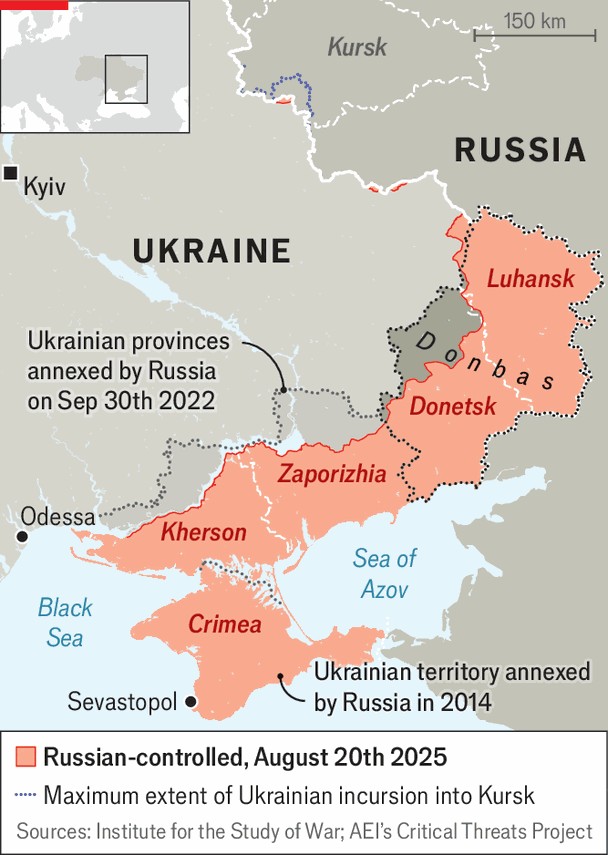 150 km
Kursk
RUSSIA
Kyiv
UKRAINE
Luhansk
Ukrainian provinces
annexed by Russia
on Sep 30th 2022
Donbas
Donetsk
Zaporizhia
Odessa
Kherson
Sea of
Azov
Black
Sea
Crimea
Ukrainian territory annexed
by Russia in 2014
Sevastopol
Russian-controlled, August 20th 2025
Maximum extent of Ukrainian incursion into Kursk
Sources: Institute for the Study of War; AEI’s Critical Threats Project